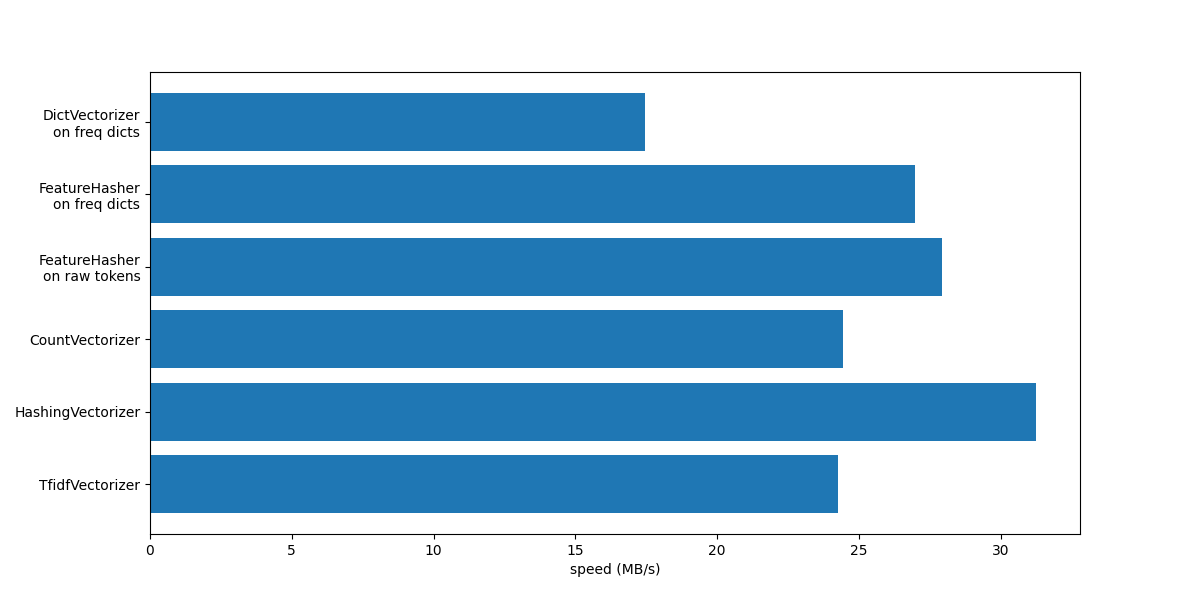 DictVectorizer
on freq dicts
FeatureHasher
on freq dicts
FeatureHasher
on raw tokens
CountVectorizer
HashingVectorizer
TfidfVectorizer
0 5 10 15 20 25 30
speed (MB/s)